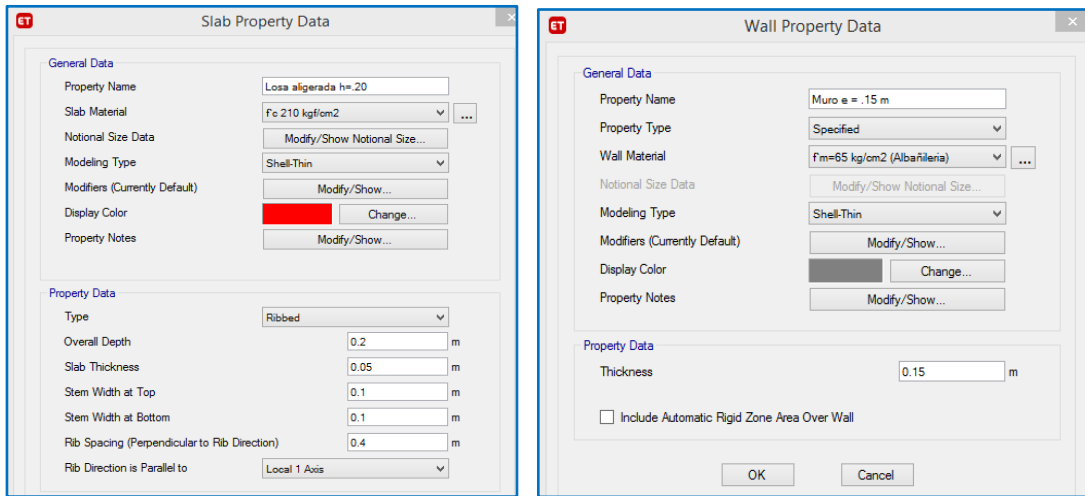 ET
Slab Property Data
General Data
Property Name Losa aligerada h=.20
Slab Material f'c 210 kgf/cm2 ...
Notional Size Data Modify/Show Notional Size...
Modeling Type Shell-Thin
Modifiers (Currently Default) Modify/Show...
Display Color Change...
Property Notes Modify/Show...
Property Data
Type Ribbed
Overall Depth 0.2 m
Slab Thickness 0.05 m
Stem Width at Top 0.1 m
Stem Width at Bottom 0.1 m
Rib Spacing (Perpendicular to Rib Direction) 0.4 m
Rib Direction is Parallel to Local 1 Axis
ET
Wall Property Data
General Data
Property Name Muro e = .15 m
Property Type Specified
Wall Material f'm=65 kg/cm2 (Albañileria) ...
Notional Size Data Modify/Show Notional Size...
Modeling Type Shell-Thin
Modifiers (Currently Default) Modify/Show...
Display Color Change...
Property Notes Modify/Show...
Property Data
Thickness 0.15 m
Include Automatic Rigid Zone Area Over Wall
OK Cancel